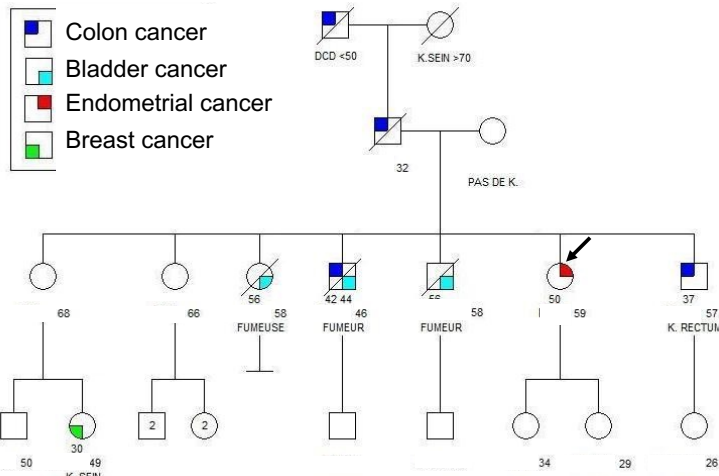 Colon cancer
Bladder cancer
Endometrial cancer
Breast cancer
DCD <50 K.SEIN >70
32
PAS DE K.
56 42 44 56 50 37
68 66 58 46 58 59 57
FUMEUSE FUMEUR FUMEUR K. RECTUM
2 2
30
50 49 34 29 26
K. SEIN